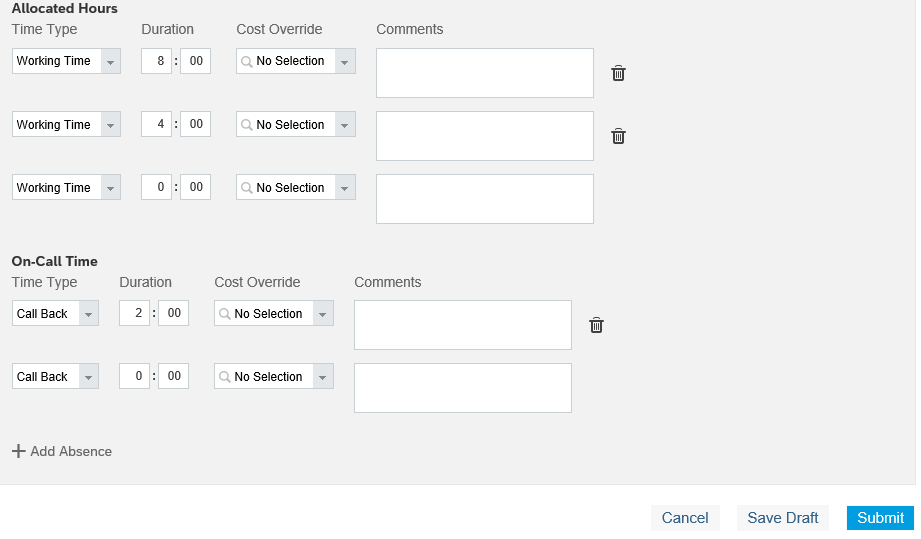 Allocated Hours
Time Type Duration Cost Override Comments
Working Time 8 : 00 No Selection
Working Time 4 : 00 No Selection
Working Time 0 : 00 No Selection
On-Call Time
Time Type Duration Cost Override Comments
Call Back 2 : 00 No Selection
Call Back 0 : 00 No Selection
Add Absence
Cancel Save Draft Submit